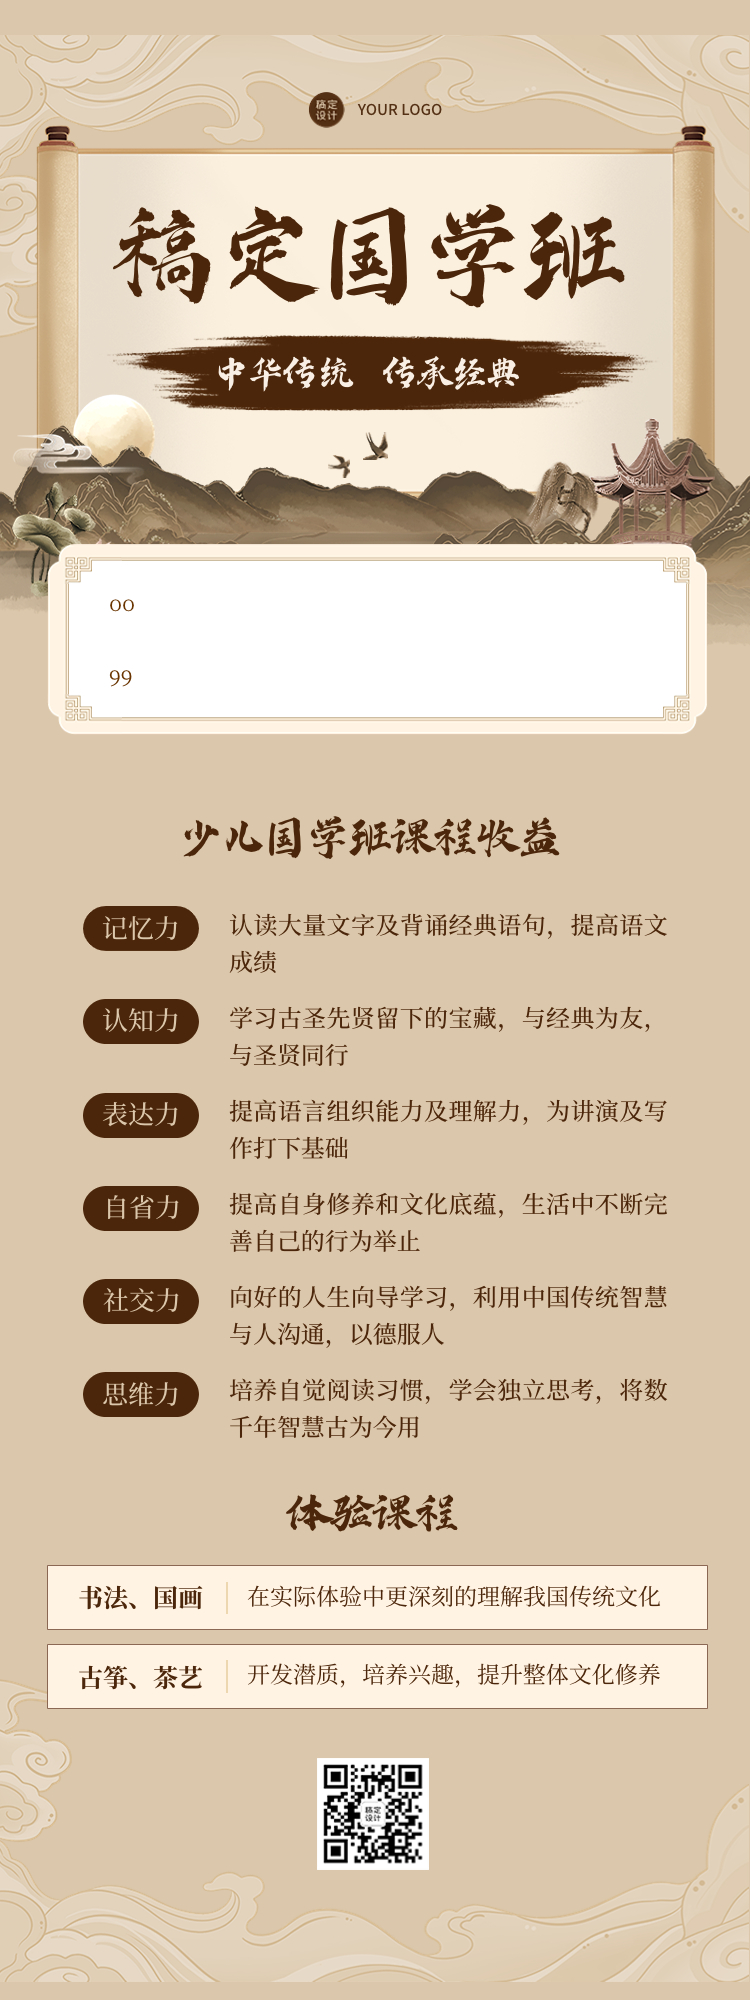 稿定
设计
YOUR LOGO
稿定国学班
中华传统 传承经典
oo
99
少儿国学班课程收益
记忆力
认读大量文字及背诵经典语句，提高语文
成绩
认知力
学习古圣先贤留下的宝藏，与经典为友，
与圣贤同行
表达力
提高语言组织能力及理解力，为讲演及写
作打下基础
自省力
提高自身修养和文化底蕴，生活中不断完
善自己的行为举止
社交力
向好的人生向导学习，利用中国传统智慧
与人沟通，以德服人
思维力
培养自觉阅读习惯，学会独立思考，将数
千年智慧古为今用
体验课程
书法、国画
在实际体验中更深刻的理解我国传统文化
古筝、茶艺
开发潜质，培养兴趣，提升整体文化修养
稿定
设计